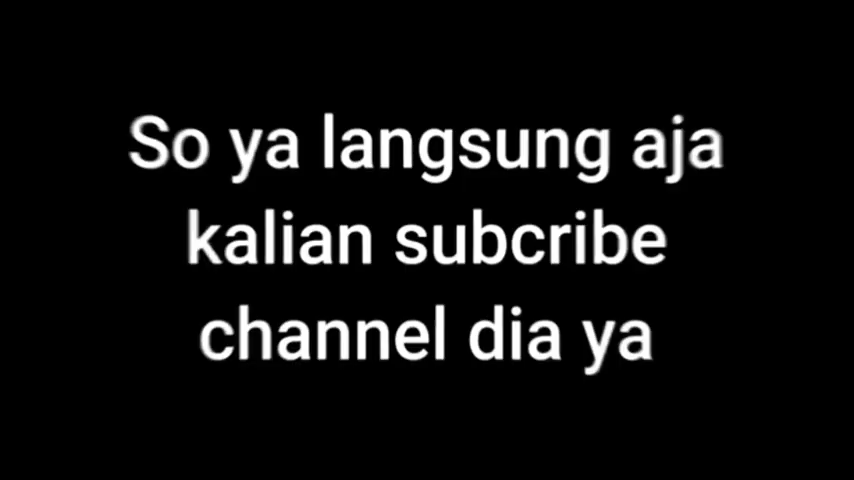 So ya langsung aja
kalian subcribe
channel dia ya